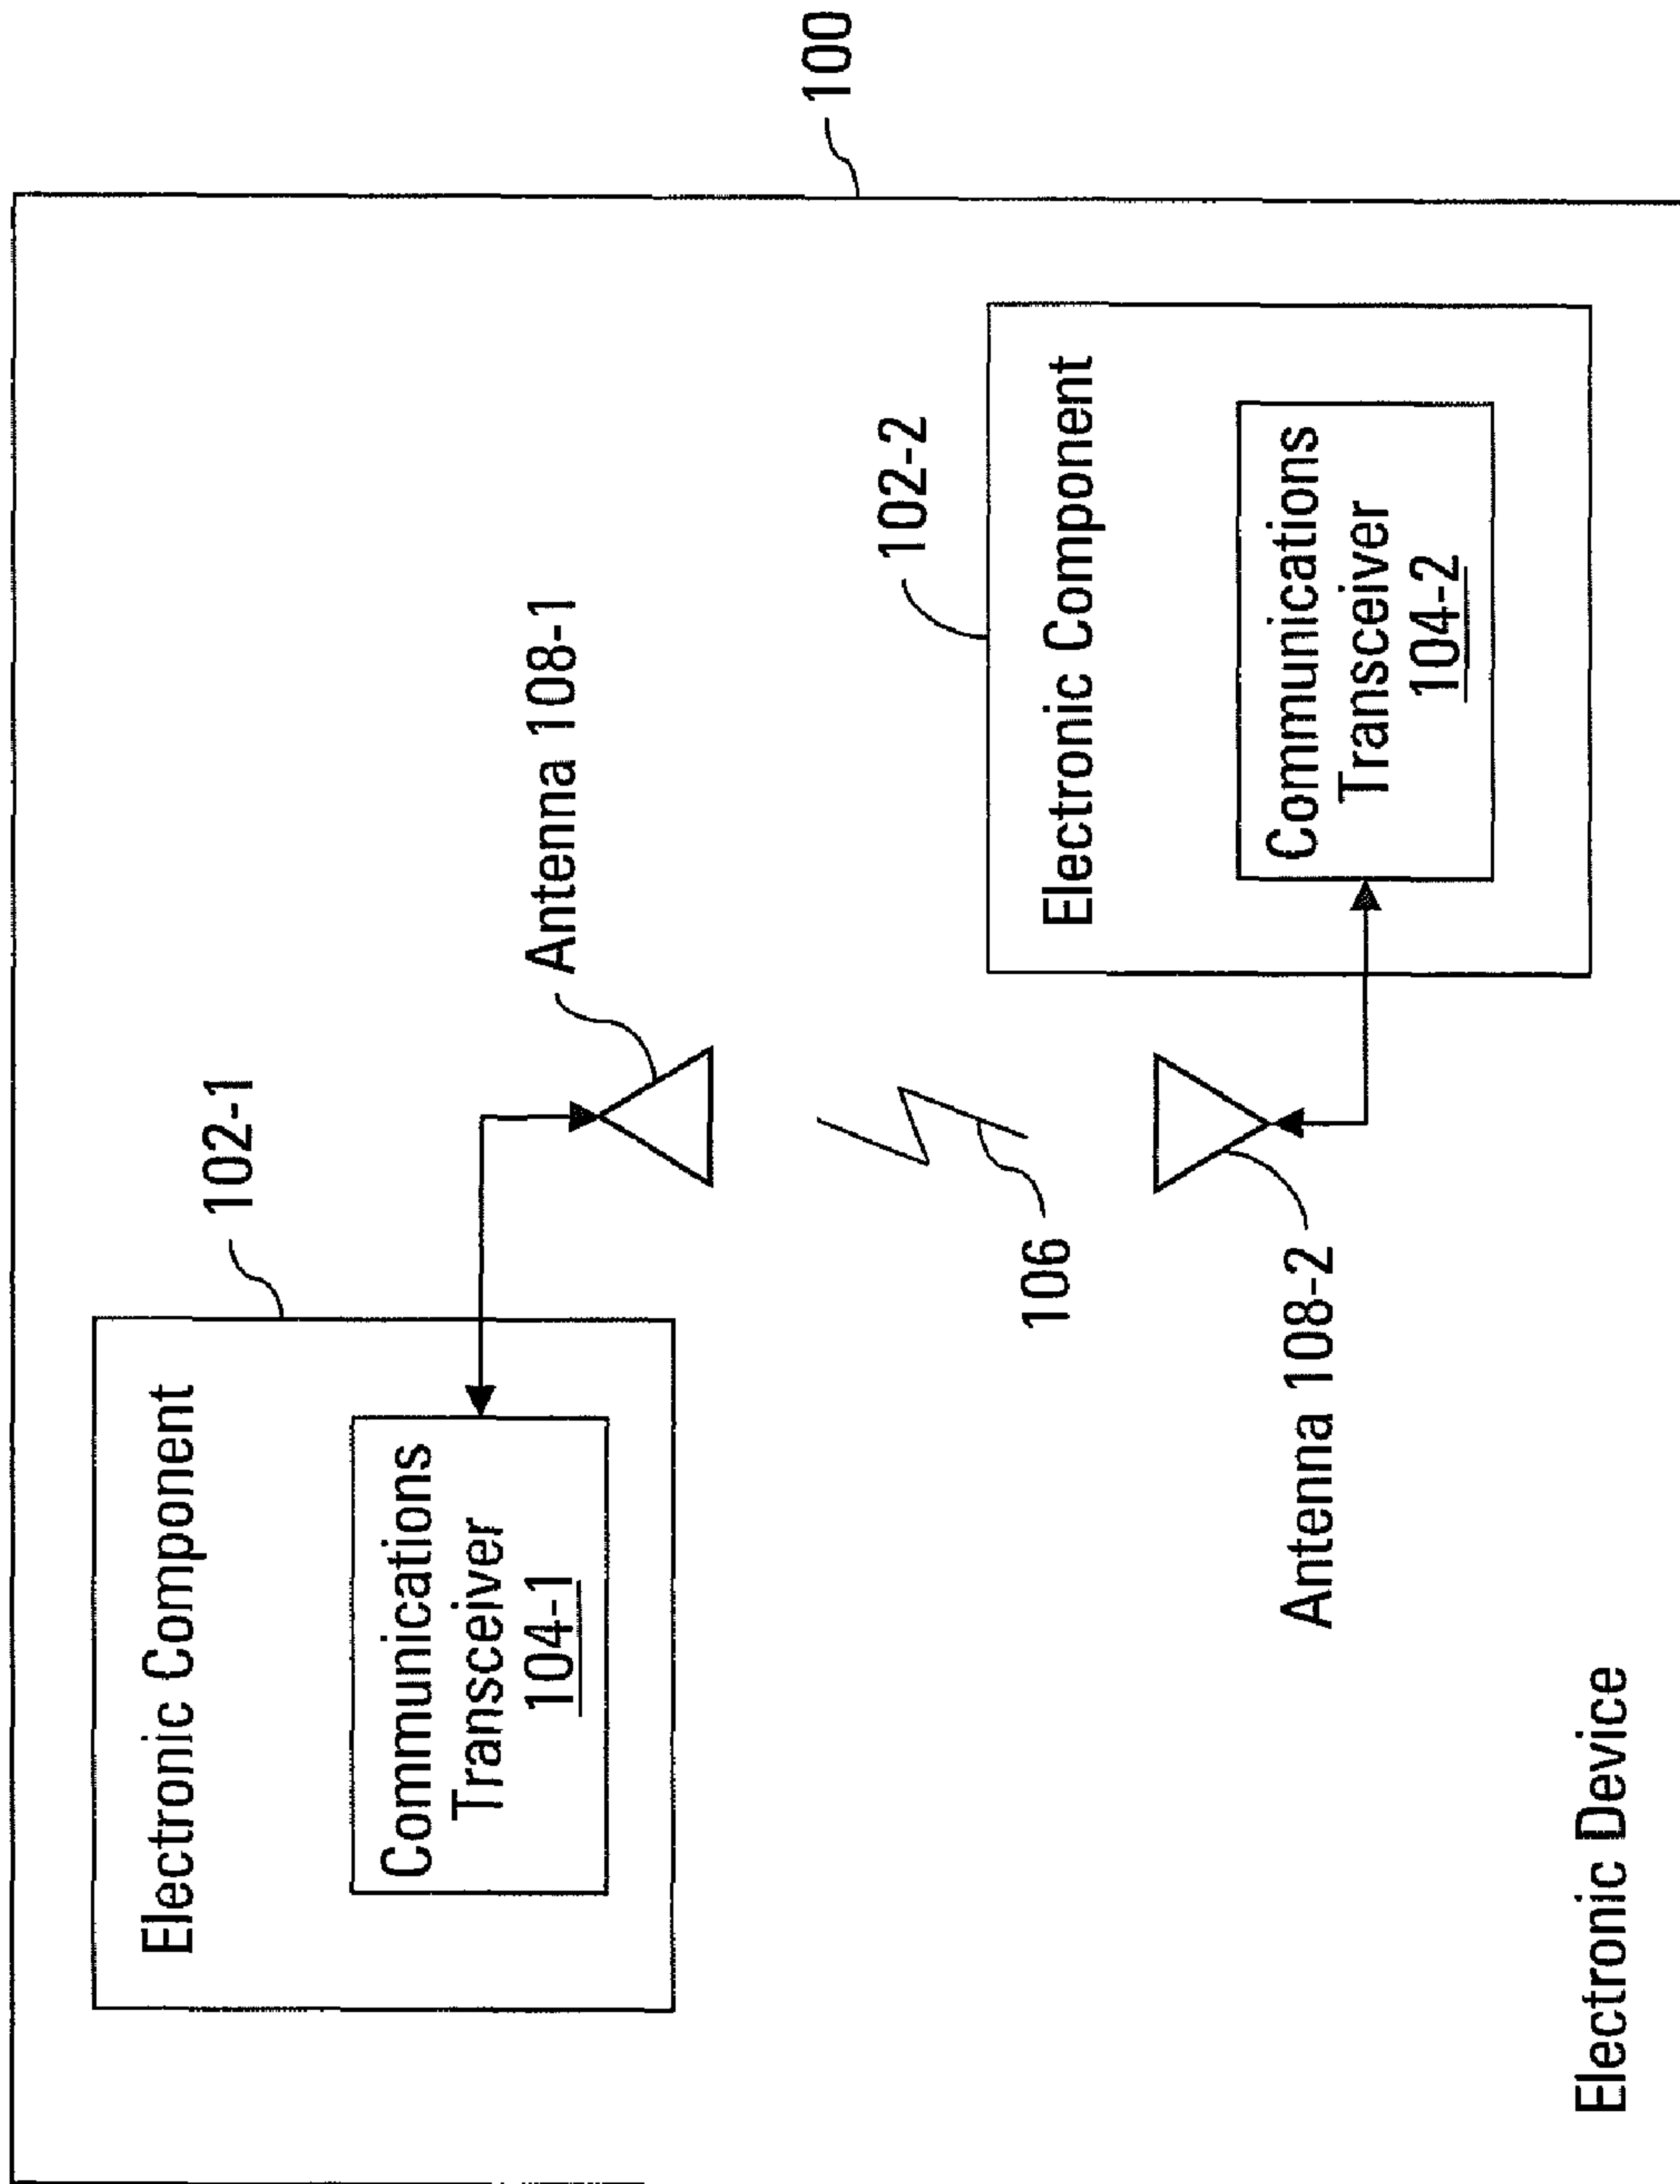 Electronic Component
102-1
Communications
Transceiver
104-1
Antenna 108-1
106
102-2
Electronic Component
Communications
Transceiver
104-2
Antenna 108-2
Electronic Device
100